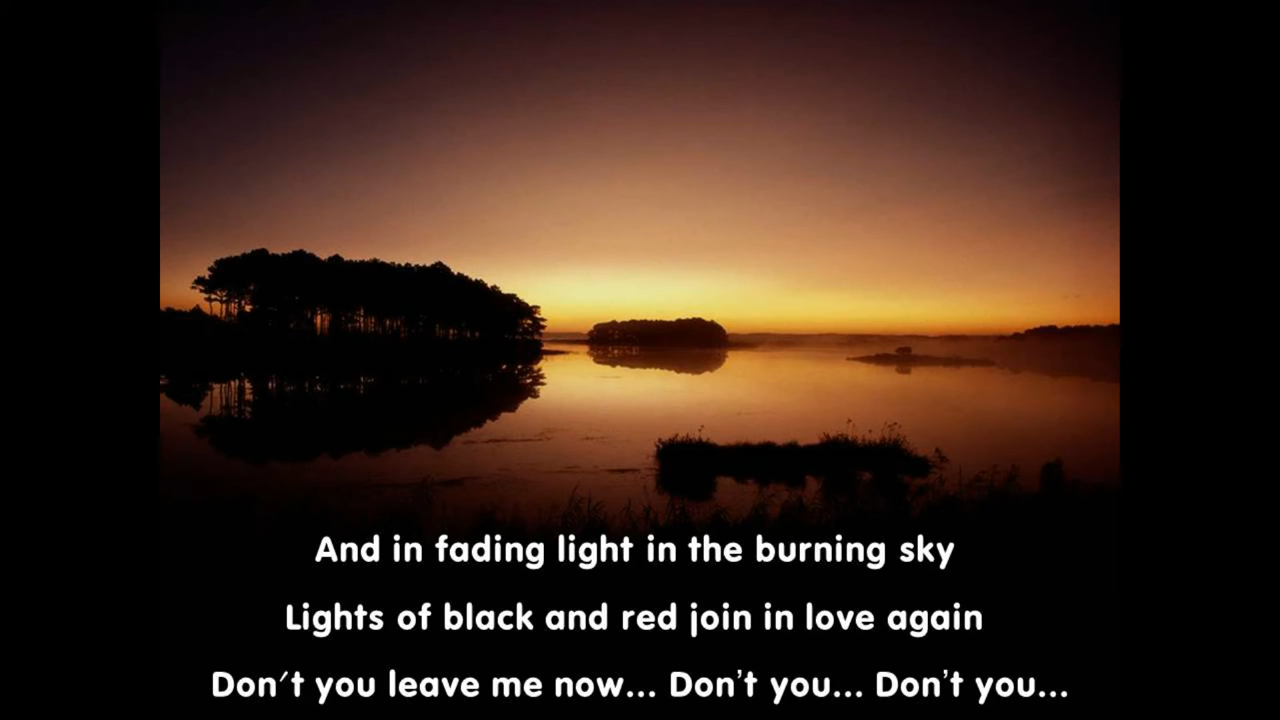 And in fading light in the burning sky
Lights of black and red join in love again
Don′t you leave me now... Don't you... Don't you...